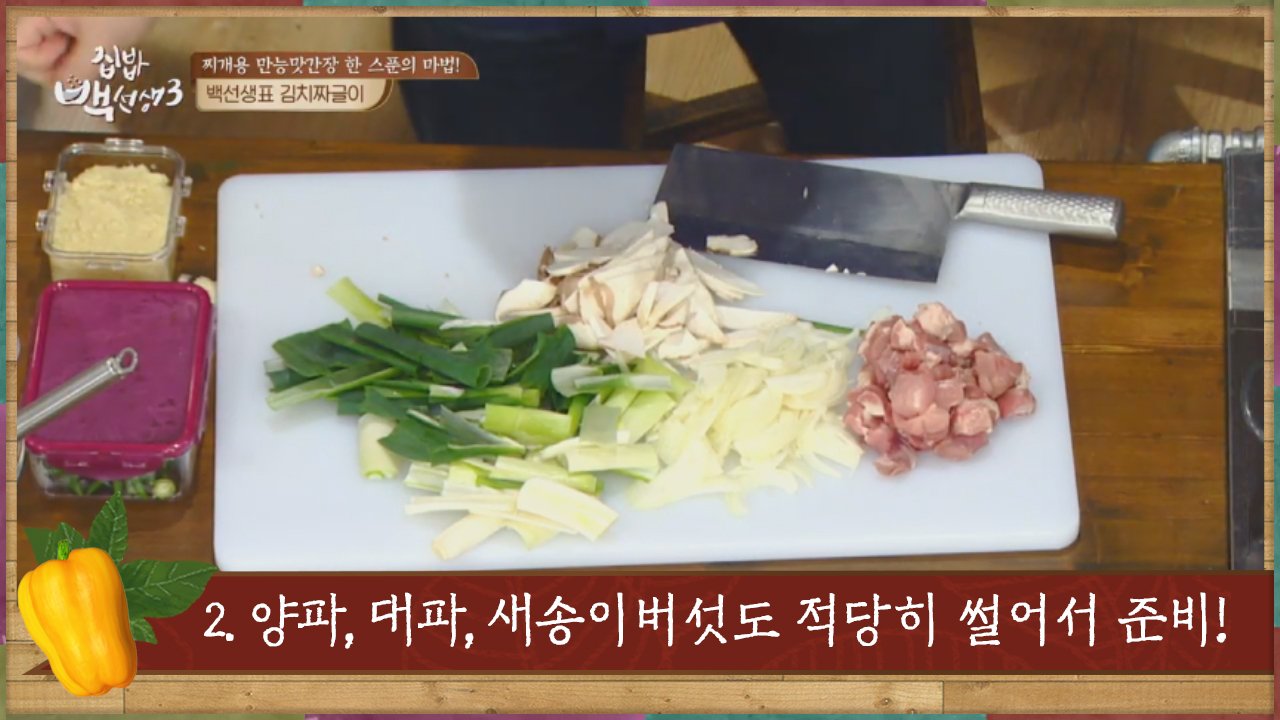 집밥
백선생3
찌개용 만능맛간장 한 스푼의 마법!
백선생표 김치짜글이
2. 양파, 대파, 새송이버섯도 적당히 썰어서 준비!